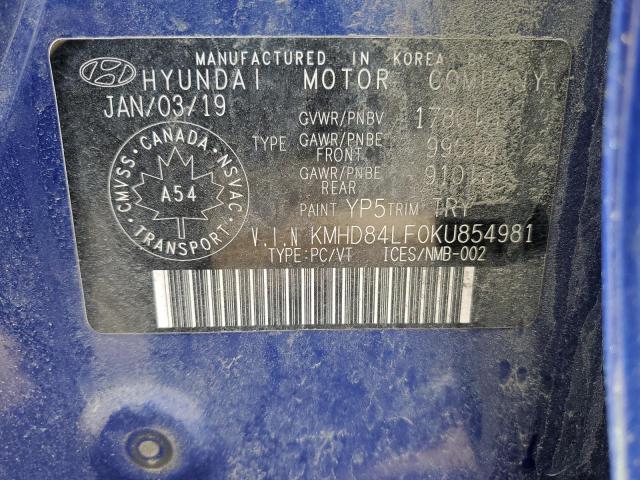 MANUFACTURED IN KOREA
HYUNDAI MOTOR COMPANY
JAN/03/19
GVWR/PNBV
TYPE GAWR/PNBE FRONT
GAWR/PNBE REAR
PAINT YP5 TRIM TRY
CMVSS · CANADA · NSVAC
A54
TRANSPORT
V.I.N KMHD84LF0KU854981
TYPE:PC/VT ICES/NMB-002